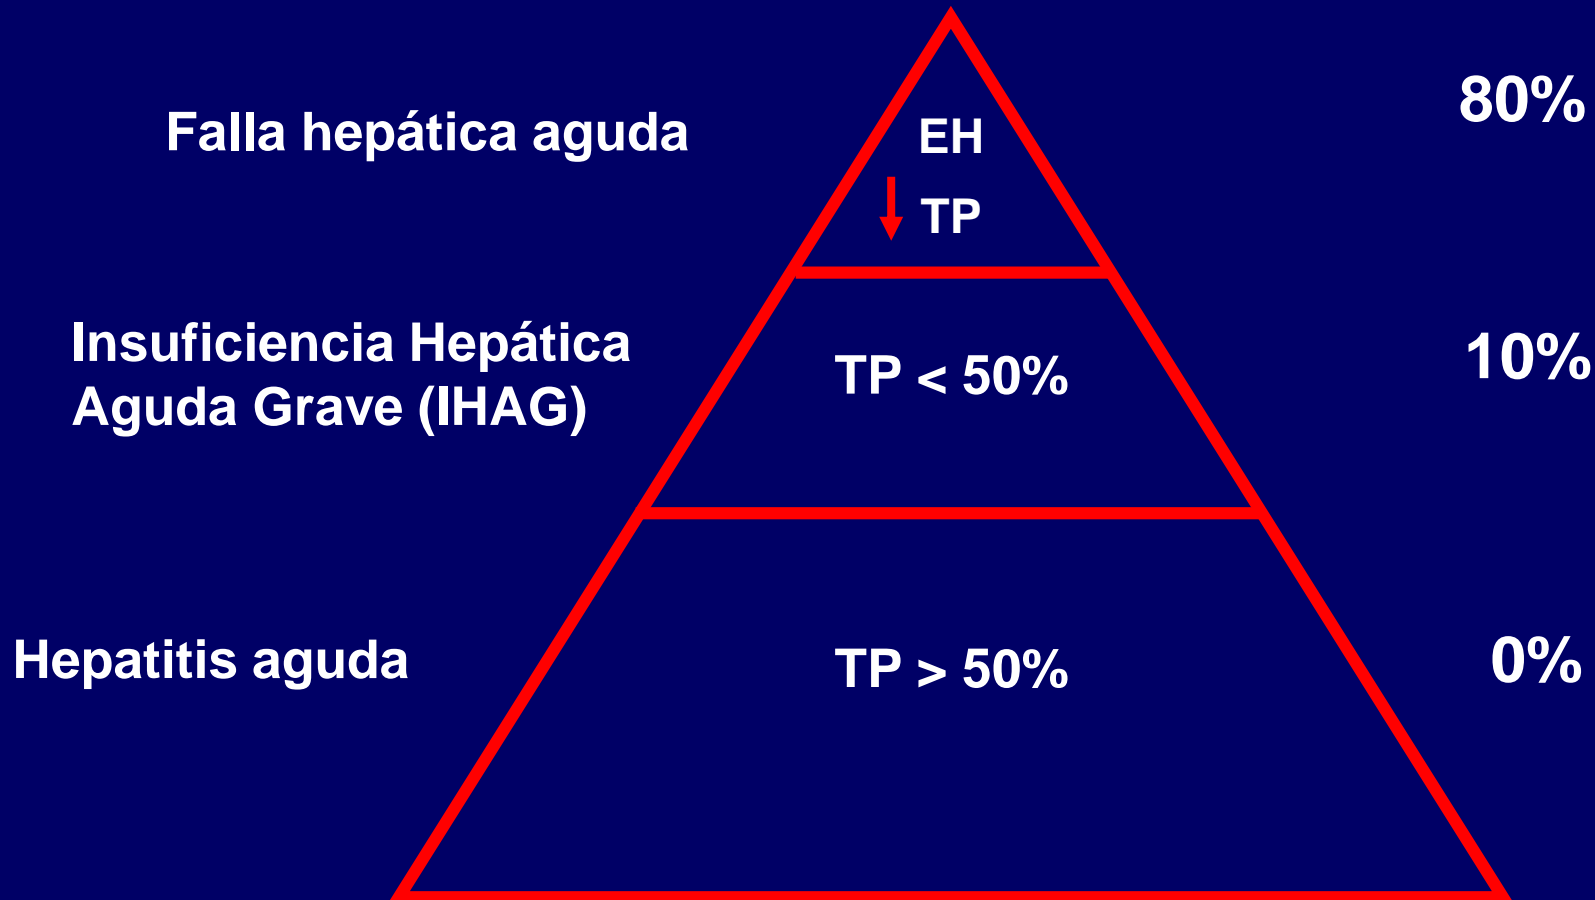 Falla hepática aguda
EH
TP
80%
Insuficiencia Hepática
Aguda Grave (IHAG)
TP < 50%
10%
Hepatitis aguda
TP > 50%
0%